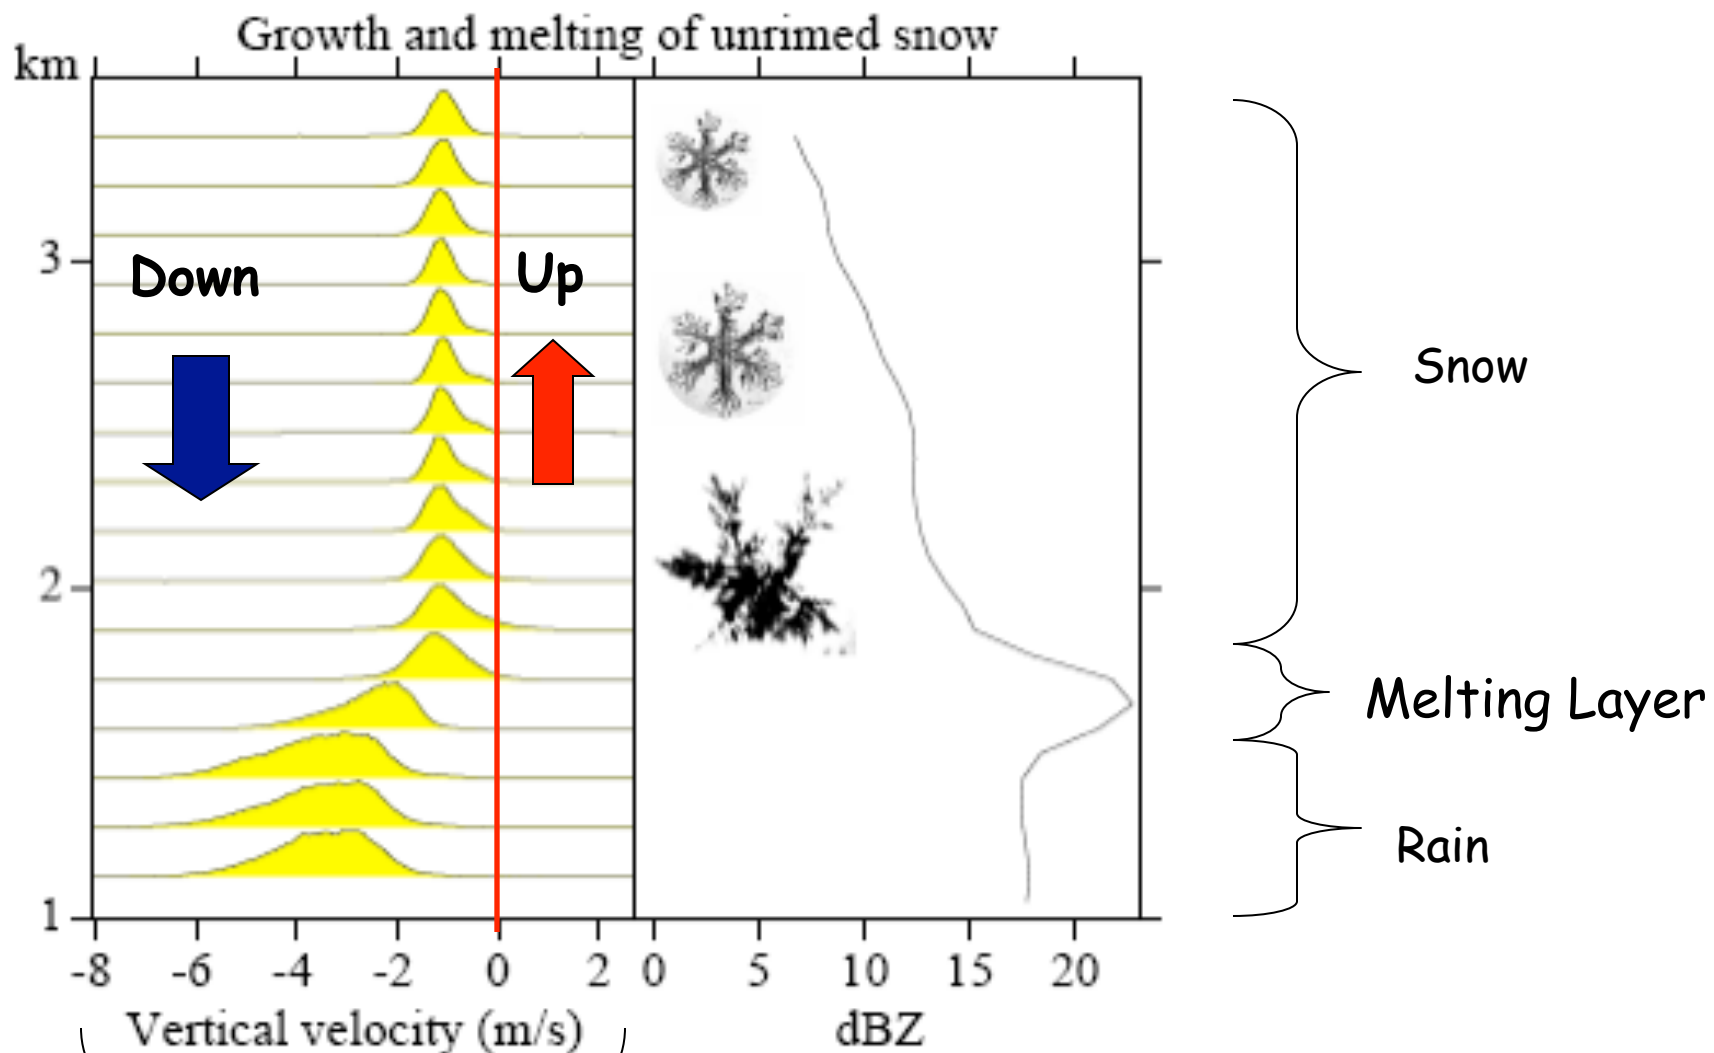 Growth and melting of unrimed snow
km
3
2
1
Down
Up
Snow
Melting Layer
Rain
-8 -6 -4 -2 0 2 0 5 10 15 20
Vertical velocity (m/s) dBZ